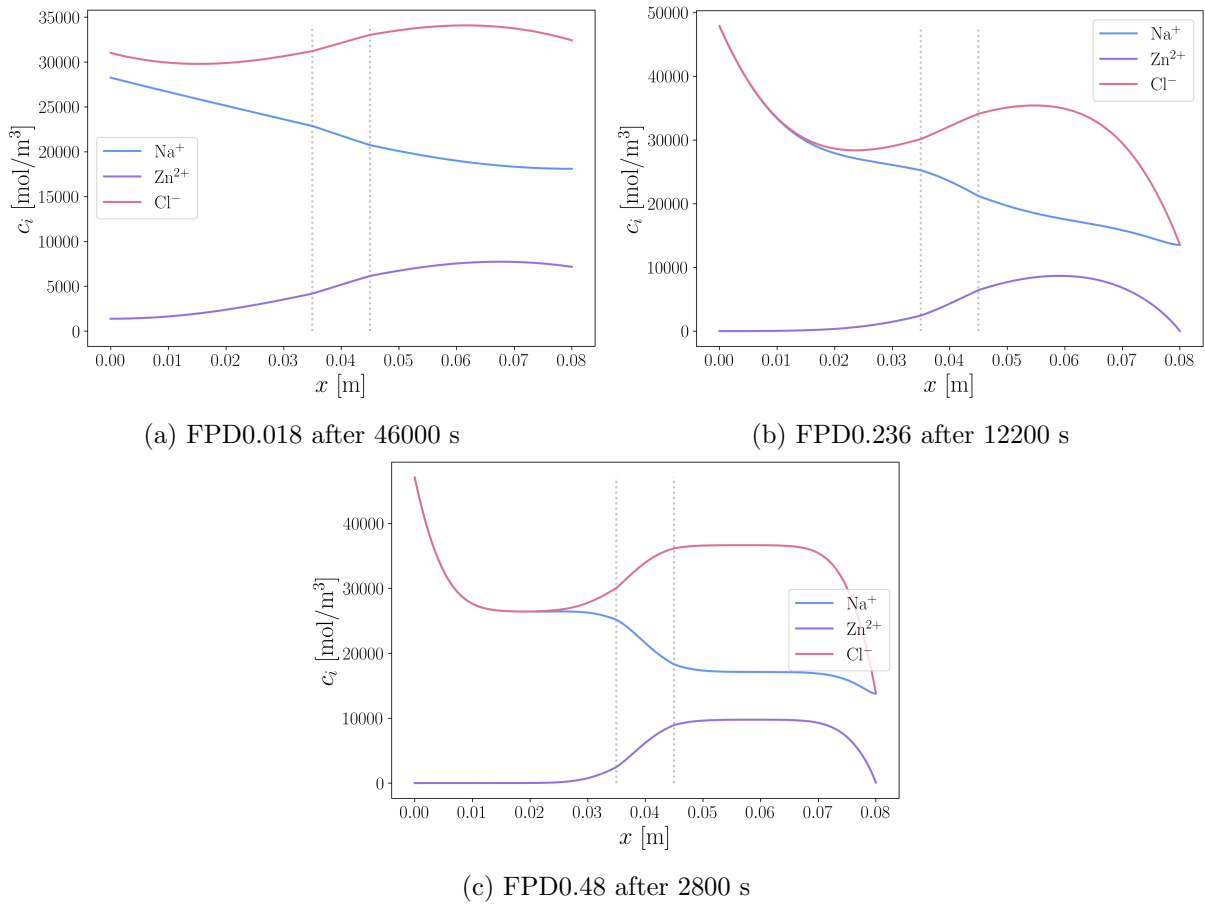 35000
30000
25000
20000
15000
10000
5000
0
c_i [mol/m³]
Na⁺
Zn²⁺
Cl⁻
0.00 0.01 0.02 0.03 0.04 0.05 0.06 0.07 0.08
x [m]
(a) FPD0.018 after 46000 s
50000
40000
30000
20000
10000
0
c_i [mol/m³]
Na⁺
Zn²⁺
Cl⁻
0.00 0.01 0.02 0.03 0.04 0.05 0.06 0.07 0.08
x [m]
(b) FPD0.236 after 12200 s
40000
30000
20000
10000
0
c_i [mol/m³]
Na⁺
Zn²⁺
Cl⁻
0.00 0.01 0.02 0.03 0.04 0.05 0.06 0.07 0.08
x [m]
(c) FPD0.48 after 2800 s